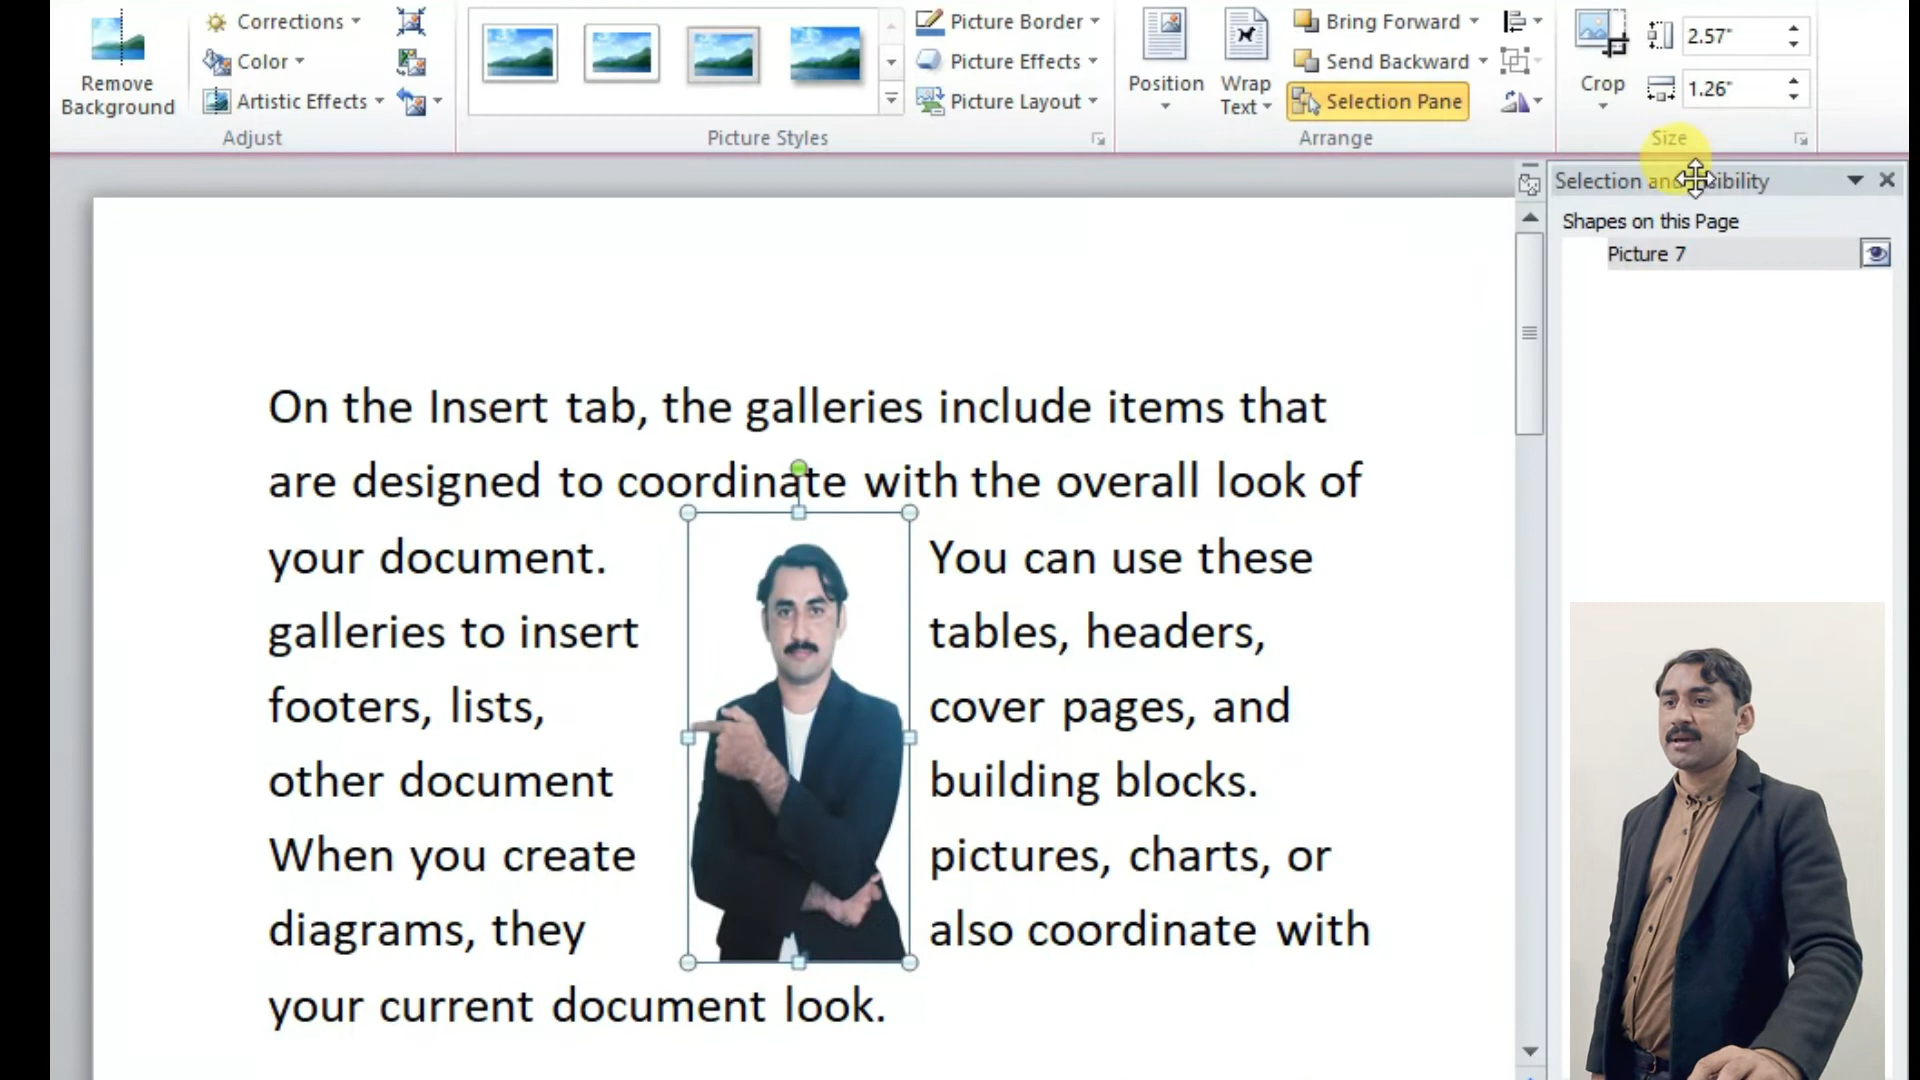 Remove
Background
Corrections
Color
Artistic Effects
Adjust
Picture Styles
Picture Border
Picture Effects
Picture Layout
Position
Wrap
Text
Bring Forward
Send Backward
Selection Pane
Arrange
Crop
2.57"
1.26"
Size
Selection and
Shapes on this Page
Picture 7
On the Insert tab, the galleries include items that
are designed to coordinate with the overall look of
your document. You can use these
galleries to insert tables, headers,
footers, lists, cover pages, and
other document building blocks.
When you create pictures, charts, or
diagrams, they also coordinate with
your current document look.